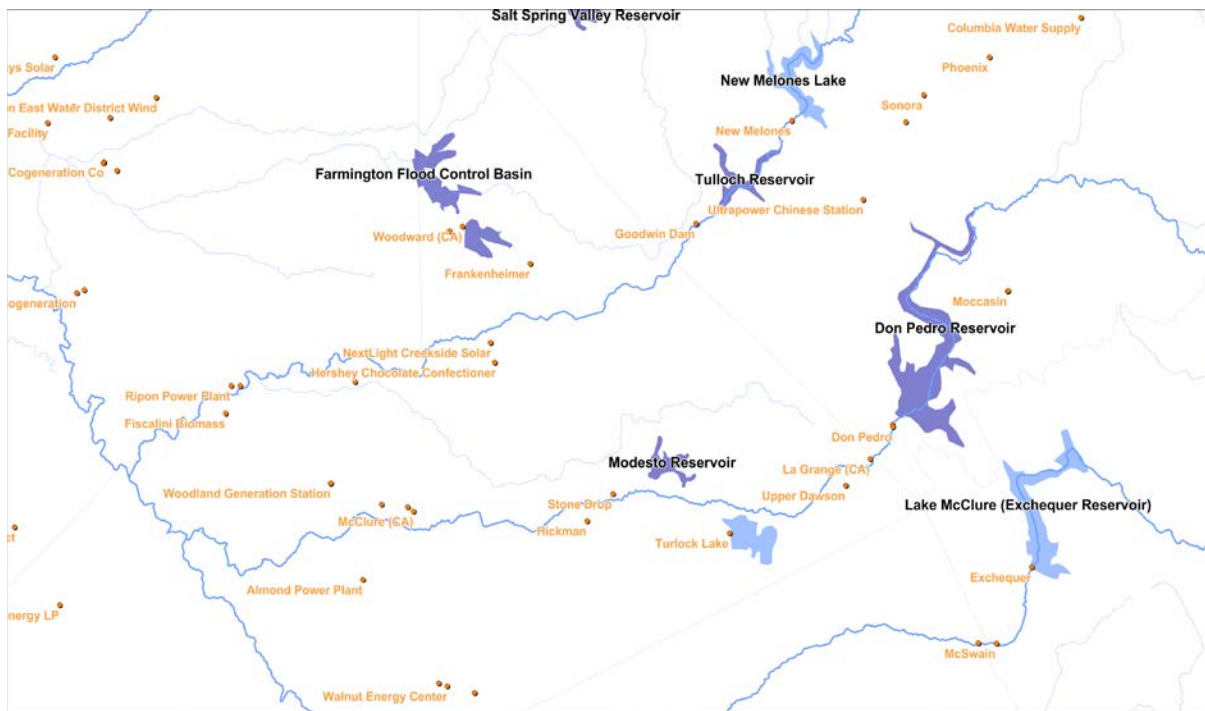 Salt Spring Valley Reservoir
Columbia Water Supply
ys Solar
Phoenix
New Melones Lake
on East Water District Wind
Sonora
Facility
New Melones
Cogeneration Co
Farmington Flood Control Basin
Tulloch Reservoir
Ultrapower Chinese Station
Woodward (CA)
Goodwin Dam
Frankenheimer
ogeneration
Moccasin
Don Pedro Reservoir
NextLight Creekside Solar
Hershey Chocolate Confectioner
Ripon Power Plant
Fiscalini Biomass
Don Pedro
Modesto Reservoir
La Grange (CA)
Woodland Generation Station
Upper Dawson
Lake McClure (Exchequer Reservoir)
Stone Drop
McClure (CA)
Hickman
ct
Turlock Lake
Exchequer
Almond Power Plant
nergy LP
McSwain
Walnut Energy Center